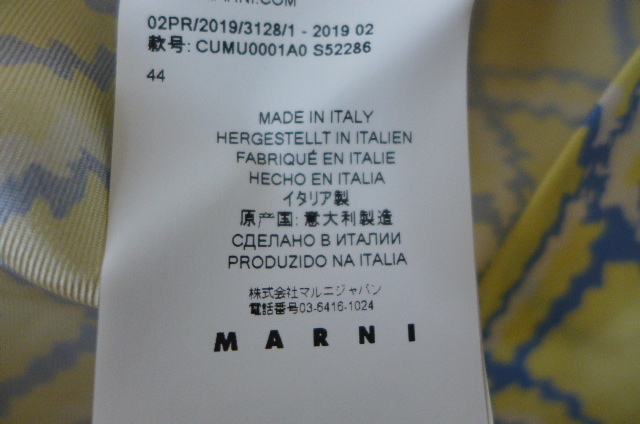 MARNI.COM
02PR/2019/3128/1 - 2019 02
款号: CUMU0001A0 S52286
44
MADE IN ITALY
HERGESTELLT IN ITALIEN
FABRIQUÉ EN ITALIE
HECHO EN ITALIA
イタリア製
原产国: 意大利製造
СДЕЛАНО В ИТАЛИИ
PRODUZIDO NA ITALIA
株式会社マルニジャパン
電話番号03-6416-1024
MARNI